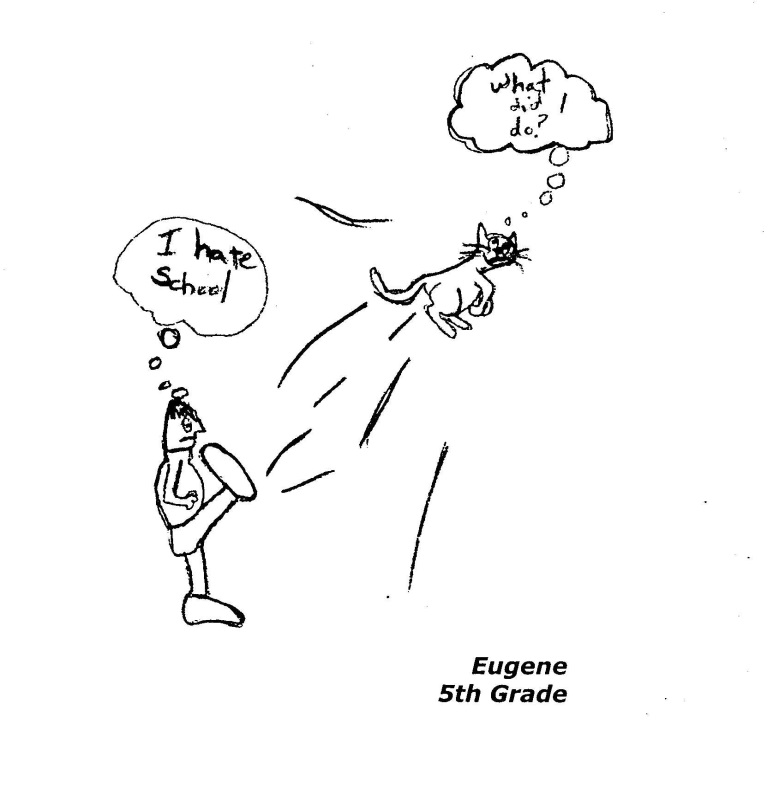 What
did I
do?
I hate
School
Eugene
5th Grade